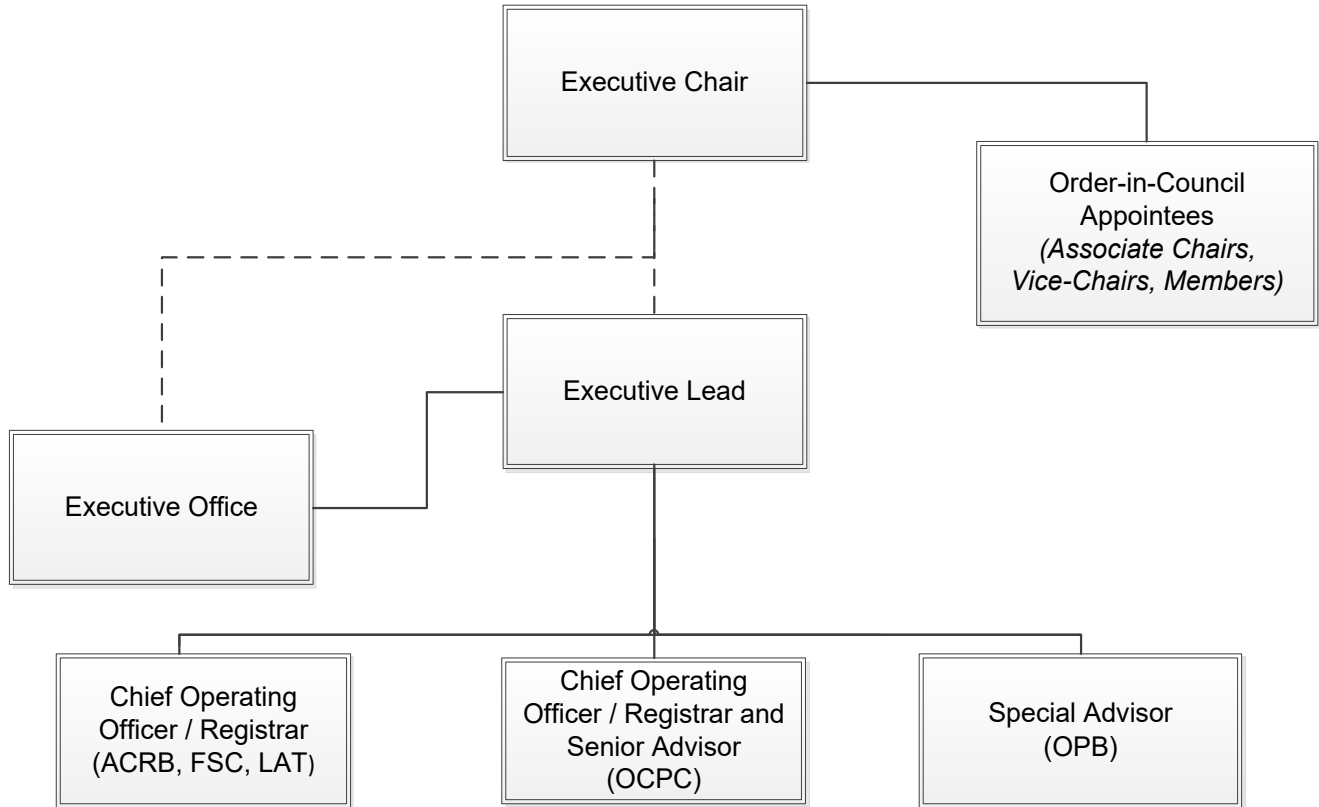 Executive Chair
Order-in-Council
Appointees
(Associate Chairs,
Vice-Chairs, Members)
Executive Lead
Executive Office
Chief Operating
Officer / Registrar
(ACRB, FSC, LAT)
Chief Operating
Officer / Registrar and
Senior Advisor
(OCPC)
Special Advisor
(OPB)